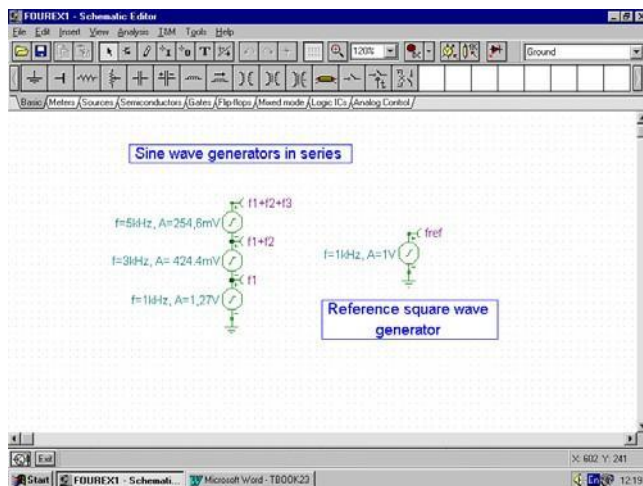 FOUREX1 - Schematic Editor
File Edit Insert View Analysis T&M Tools Help
120%
Ground
Basic Meters Sources Semiconductors Gates Flip-flops Mixed mode Logic ICs Analog Control
Sine wave generators in series
f1+f2+f3
f=5kHz, A=254,6mV
f1+f2
f=3kHz, A= 424.4mV
f1
f=1kHz, A=1,27V
fref
f=1kHz, A=1V
Reference square wave
generator
Exit
X: 602 Y: 241
Start
FOUREX1 - Schemati...
Microsoft Word - TBOOK23
En
12:19